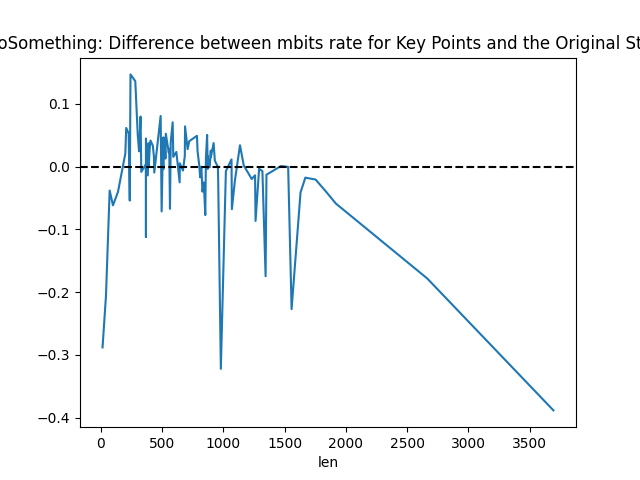 oSomething: Difference between mbits rate for Key Points and the Original St
0.1
0.0
−0.1
−0.2
−0.3
−0.4
0 500 1000 1500 2000 2500 3000 3500
len